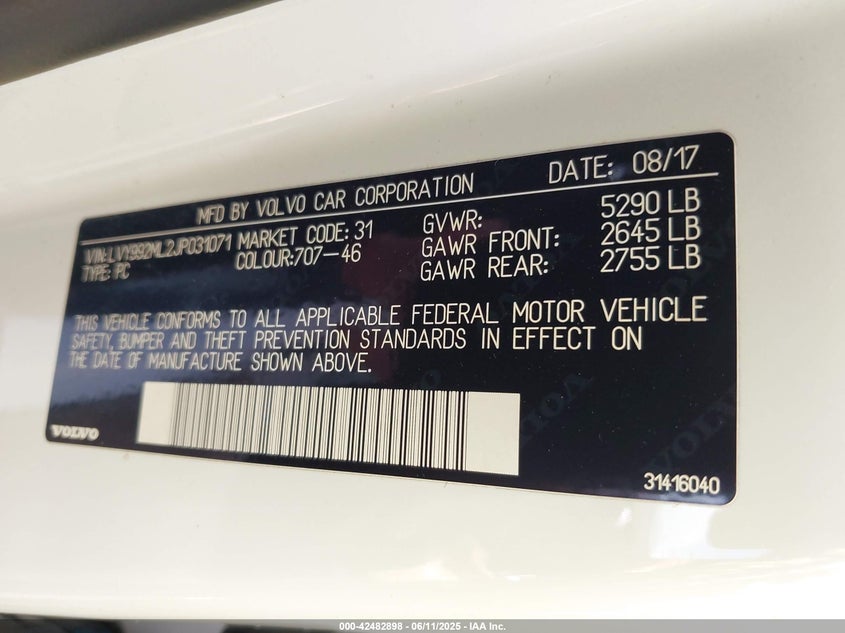 MFD BY VOLVO CAR CORPORATION DATE: 08/17
VIN:LVY992ML2JP031071 MARKET CODE: 31 GVWR: 5290 LB
TYPE: PC COLOUR:707-46 GAWR FRONT: 2645 LB
GAWR REAR: 2755 LB
THIS VEHICLE CONFORMS TO ALL APPLICABLE FEDERAL MOTOR VEHICLE
SAFETY, BUMPER AND THEFT PREVENTION STANDARDS IN EFFECT ON
THE DATE OF MANUFACTURE SHOWN ABOVE.
VOLVO
31416040
000-42482898 - 06/11/2025 - IAA Inc.